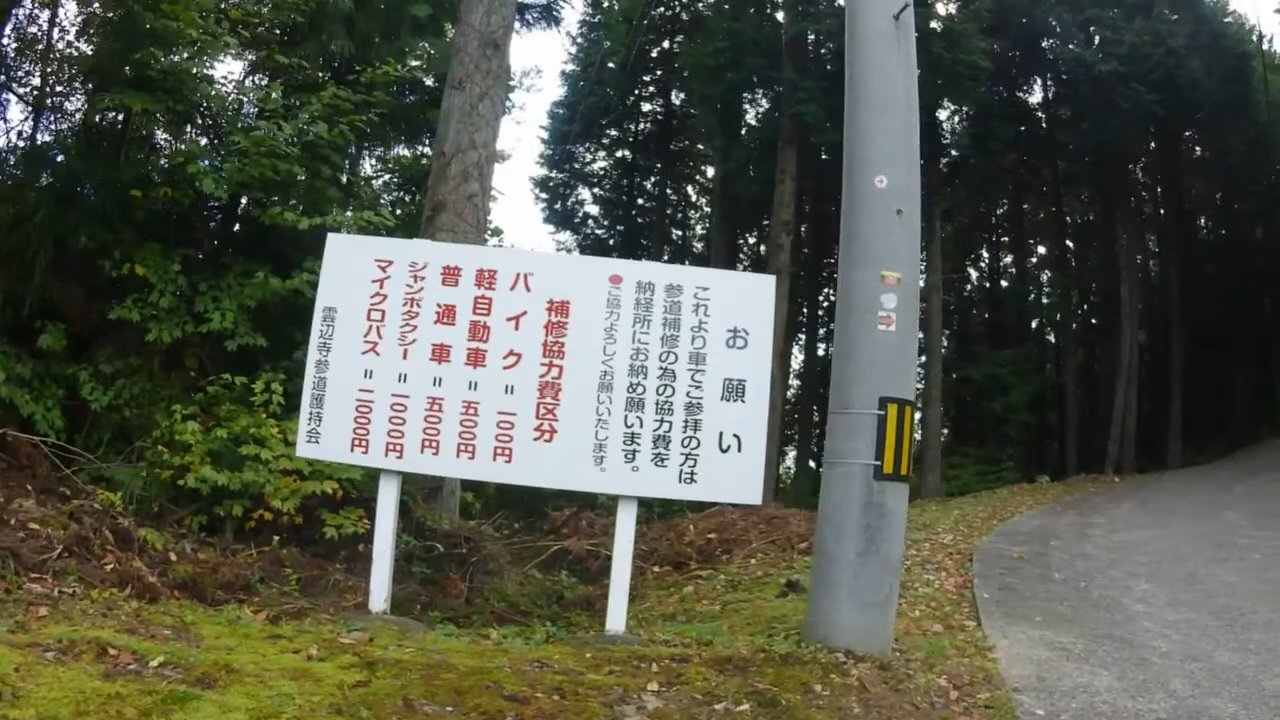 お願い
これより車でご参拝の方は
参道補修の為の協力費を
納経所にお納め願います。
●ご協力よろしくお願いいたします。
補修協力費区分
バイク=一〇〇円
軽自動車=五〇〇円
普通車=五〇〇円
ジャンボタクシー=一〇〇〇円
マイクロバス=二〇〇〇円
雲辺寺参道護持会